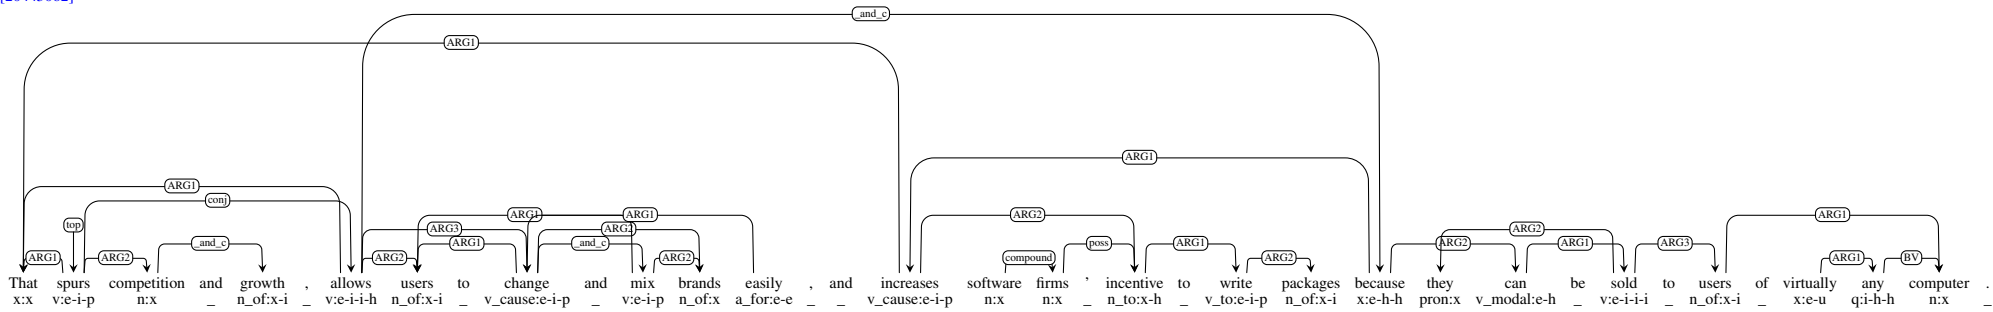 _and_c
ARG1
ARG1
ARG1
conj
ARG1 ARG1 ARG2 ARG1
top
ARG3 ARG2 ARG2
_and_c ARG1 _and_c poss ARG1 ARG2 ARG1 ARG3
ARG1 ARG2 ARG2 ARG2 compound ARG2 ARG1 BV
That spurs competition and growth , allows users to change and mix brands easily , and increases software firms ' incentive to write packages because they can be sold to users of virtually any computer .
x:x v:e-i-p n:x _ n_of:x-i _ v:e-i-i-h n_of:x-i _ v_cause:e-i-p _ v:e-i-p n_of:x a_for:e-e _ _ v_cause:e-i-p n:x n:x _ n_to:x-h _ v_to:e-i-p n_of:x-i x:e-h-h pron:x v_modal:e-h _ v:e-i-i-i _ n_of:x-i _ x:e-u q:i-h-h n:x _